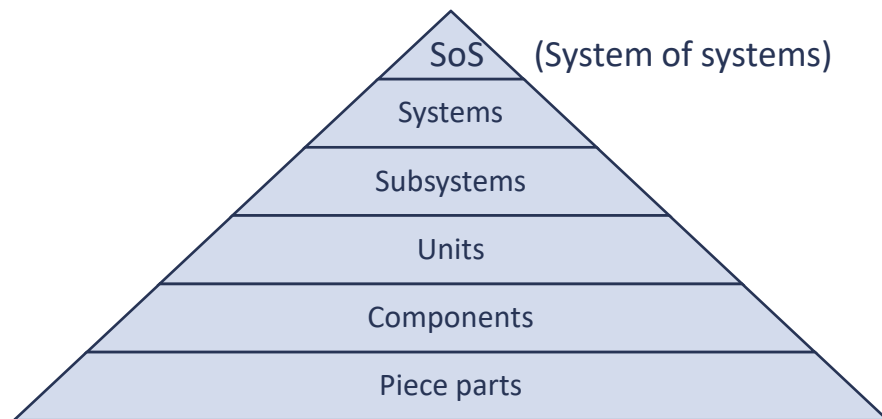 SoS (System of systems)
Systems
Subsystems
Units
Components
Piece parts